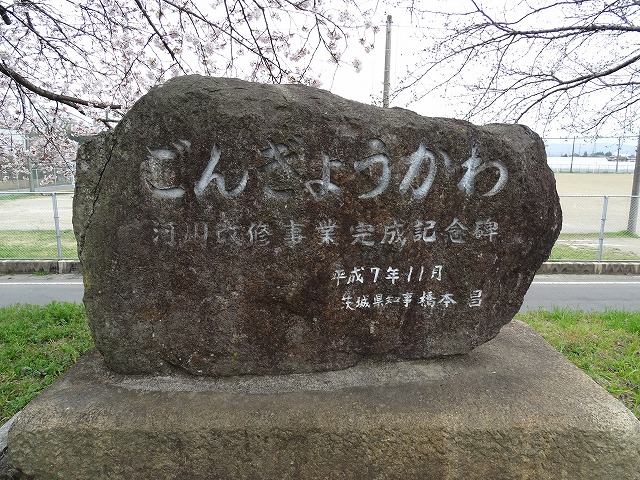 ごんぎょうかわ
河川改修事業完成記念碑
平成7年11月
茨城県知事 橋本 昌